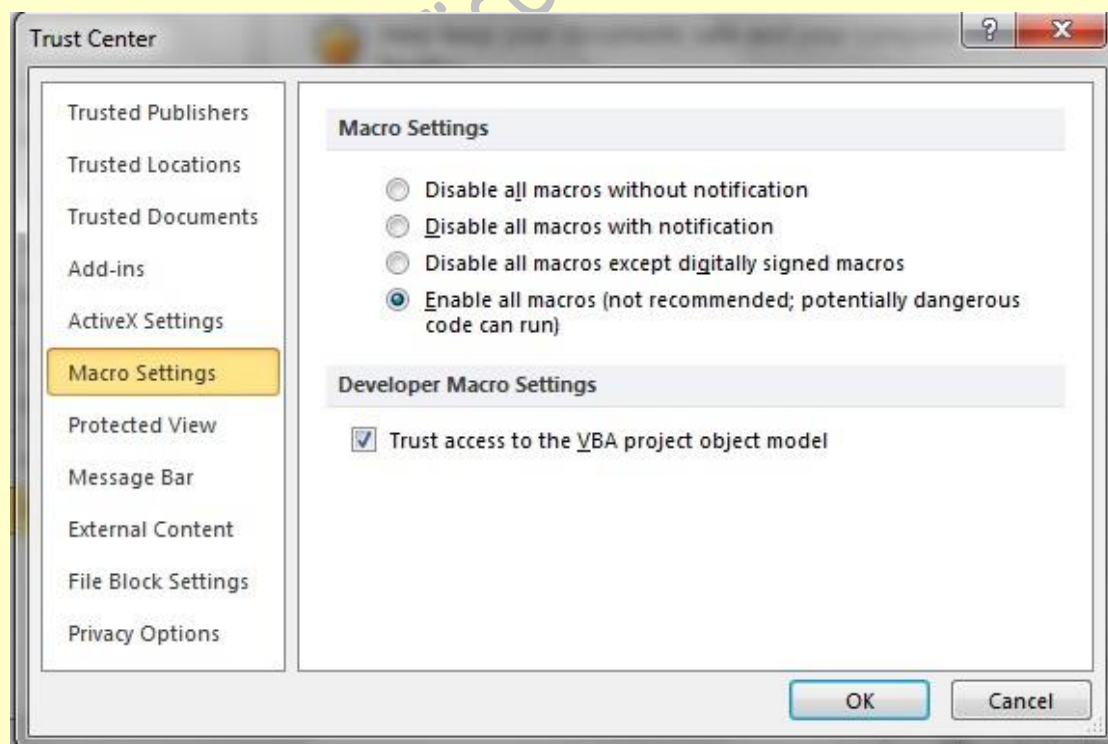 Trust Center
?
X
Trusted Publishers
Trusted Locations
Trusted Documents
Add-ins
ActiveX Settings
Macro Settings
Protected View
Message Bar
External Content
File Block Settings
Privacy Options
Macro Settings
Disable all macros without notification
Disable all macros with notification
Disable all macros except digitally signed macros
Enable all macros (not recommended; potentially dangerous
code can run)
Developer Macro Settings
Trust access to the VBA project object model
OK
Cancel